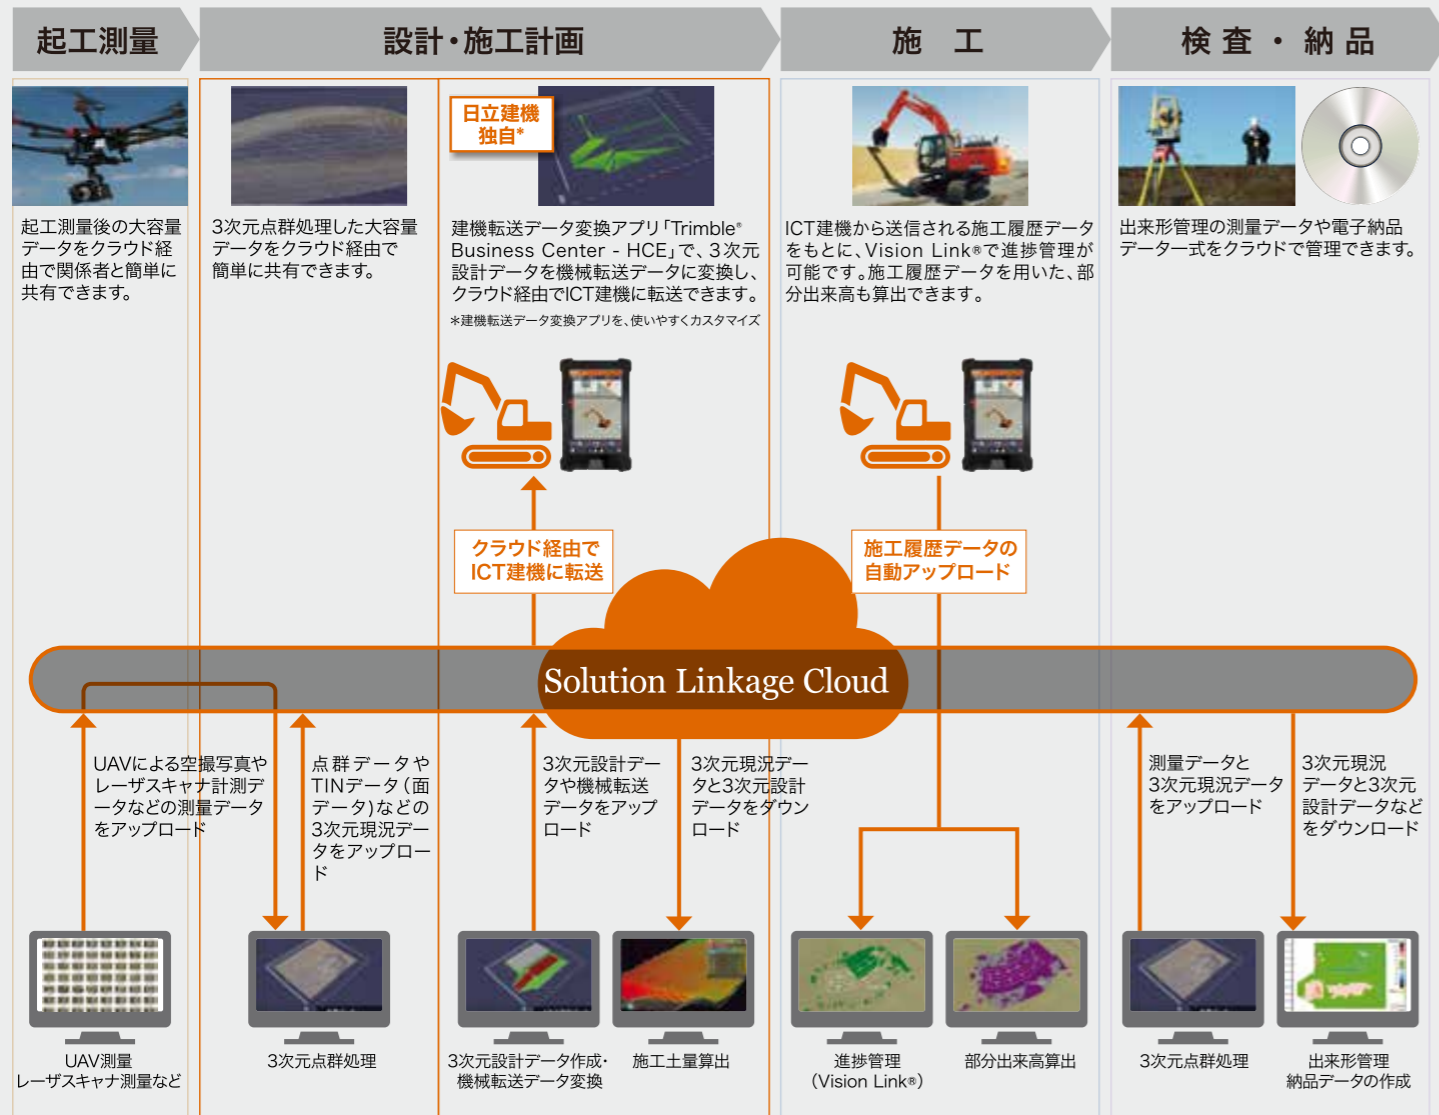 起工測量
設計・施工計画
施 工
検 査 ・ 納 品
起工測量後の大容量
データをクラウド経
由で関係者と簡単に
共有できます。
3次元点群処理した大容量
データをクラウド経由で
簡単に共有できます。
日立建機
独自*
建機転送データ変換アプリ「Trimble®
Business Center - HCE」で、3次元
設計データを機械転送データに変換し、
クラウド経由でICT建機に転送できます。
*建機転送データ変換アプリを、使いやすくカスタマイズ
ICT建機から送信される施工履歴データ
をもとに、Vision Link®で進捗管理が
可能です。施工履歴データを用いた、部
分出来高も算出できます。
出来形管理の測量データや電子納品
データ一式をクラウドで管理できます。
クラウド経由で
ICT建機に転送
施工履歴データの
自動アップロード
Solution Linkage Cloud
UAVによる空撮写真や
レーザスキャナ計測デ
ータなどの測量データ
をアップロード
点群データや
TINデータ(面
データ)などの
3次元現況デー
タをアップロー
ド
3次元設計デー
タや機械転送
データをアップ
ロード
3次元現況デー
タと3次元設計
データをダウン
ロード
測量データと
3次元現況データ
をアップロード
3次元現況
データと3次元
設計データなど
をダウンロード
UAV測量
レーザスキャナ測量など
3次元点群処理
3次元設計データ作成・
機械転送データ変換
施工土量算出
進捗管理
(Vision Link®)
部分出来高算出
3次元点群処理
出来形管理
納品データの作成